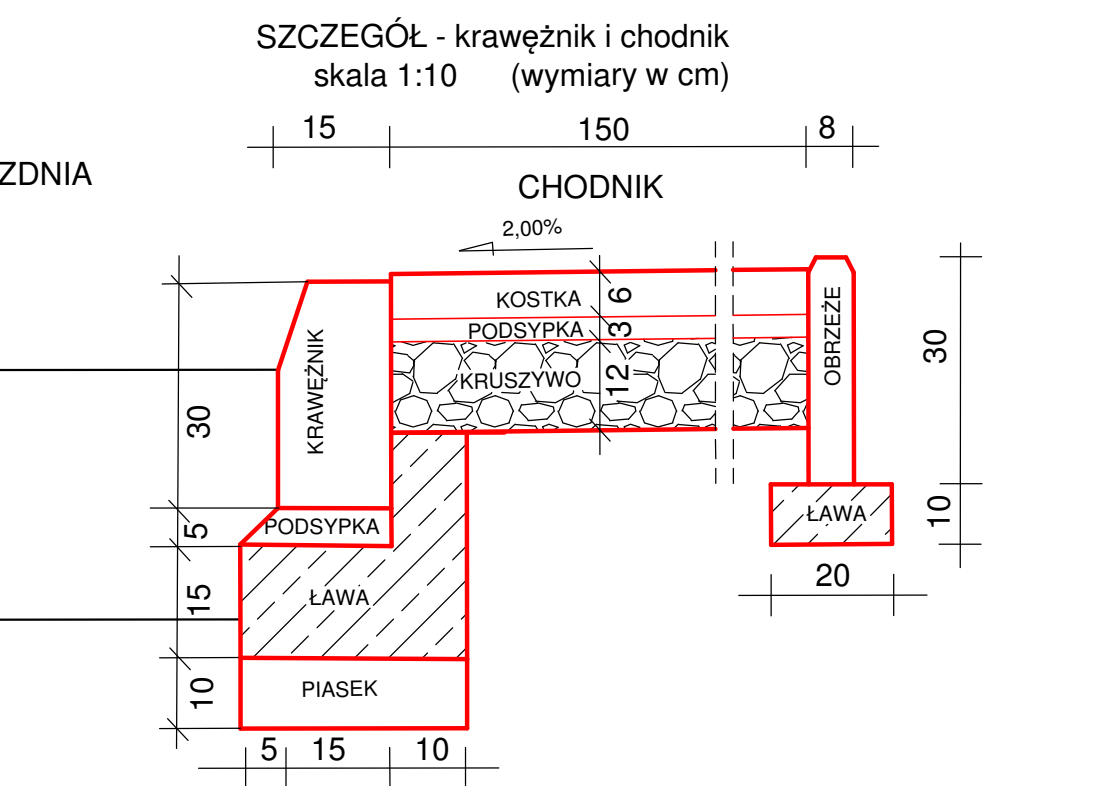 SZCZEGÓŁ - krawężnik i chodnik
skala 1:10 (wymiary w cm)
15 150 8
ZDNIA
CHODNIK
2,00%
KOSTKA 6
PODSYPKA 3
KRUSZYWO 12
KRAWĘŻNIK
OBRZEŻE
30
30
5
PODSYPKA
ŁAWA
10
20
15
ŁAWA
10
PIASEK
5 15 10